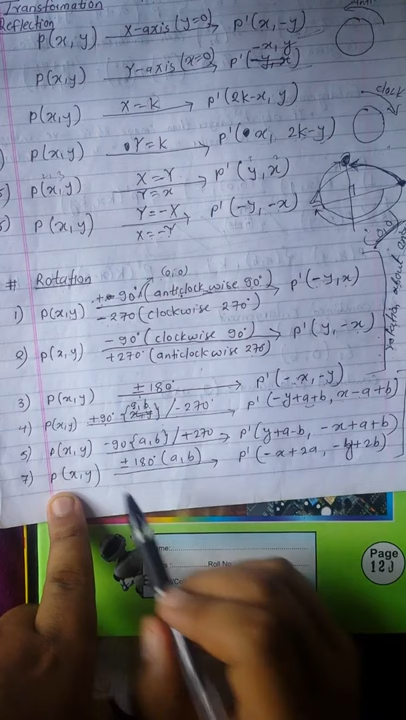 Transformation
Reflection
P(x, y) X-axis (y=0) → P'(x, -y)
P(x, y) Y-axis (x=0) → P'(-x, y)
P(x, y) X = k → P'(2k-x, y)
P(x, y) Y = k → P'(x, 2k-y)
P(x, y) X = Y → P'(y, x)
Y = x
P(x, y) Y = -X → P'(-y, -x)
X = -Y
clock
# Rotation (0,0)
1) P(x,y) +90° (anticlockwise 90°) → P'(-y, x)
-270 (clockwise 270°)
2) P(x,y) -90° (clockwise 90°) → P'(y, -x)
+270° (anticlockwise 270)
3) P(x,y) ±180° → P'(-x, -y)
4) P(x,y) +90° (a,b) /-270° → P'(-y+a+b, x-a+b)
5) P(x,y) -90 (a,b) /+270 → P'(y+a-b, -x+a+b)
7) P(x,y) ±180° (a,b) → P'(-x+2a, -y+2b)
Name:
Roll No.
Page
120